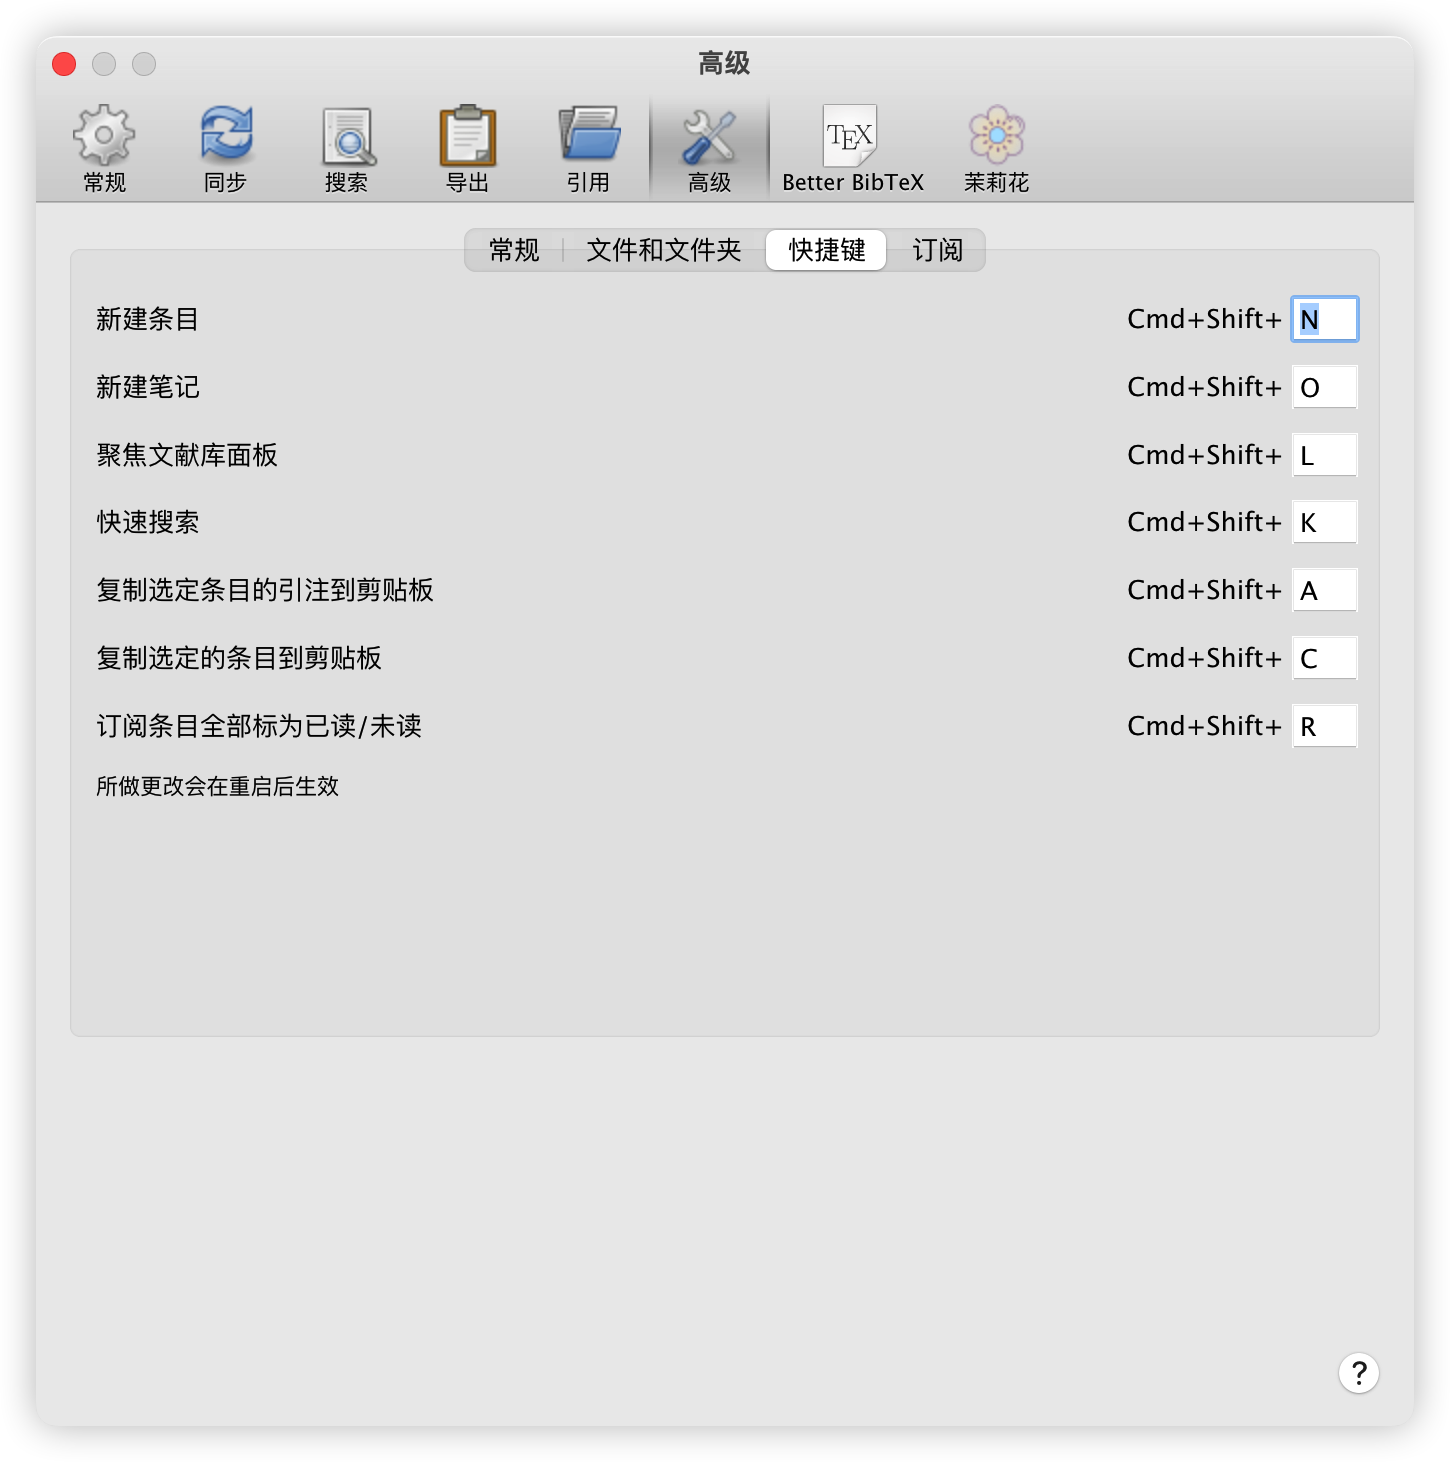 高级
常规 同步 搜索 导出 引用 高级 Better BibTeX 茉莉花
TEX
常规 文件和文件夹 快捷键 订阅
新建条目 Cmd+Shift+ N
新建笔记 Cmd+Shift+ O
聚焦文献库面板 Cmd+Shift+ L
快速搜索 Cmd+Shift+ K
复制选定条目的引注到剪贴板 Cmd+Shift+ A
复制选定的条目到剪贴板 Cmd+Shift+ C
订阅条目全部标为已读/未读 Cmd+Shift+ R
所做更改会在重启后生效
?